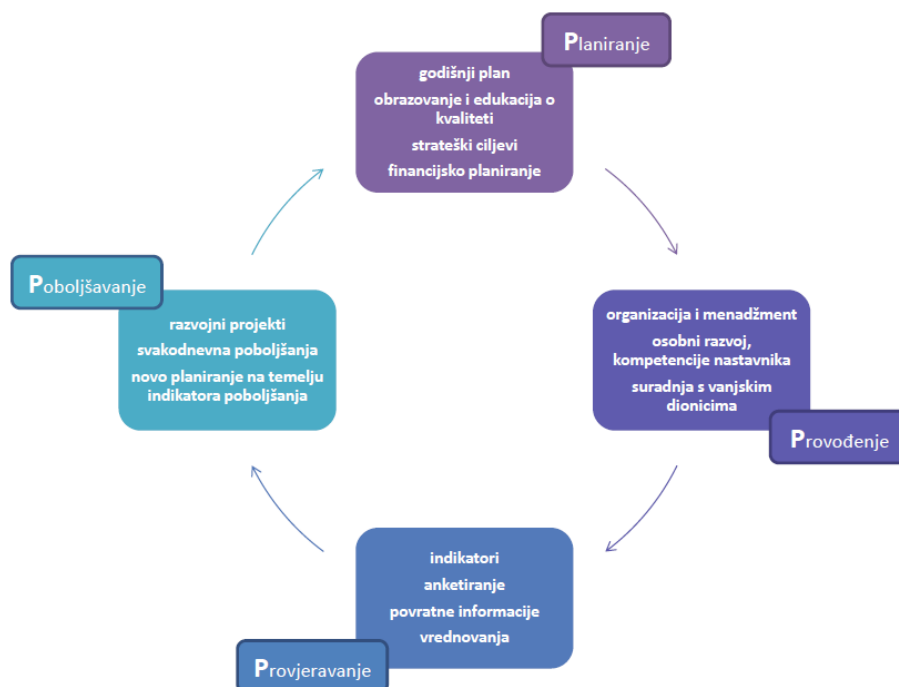 Planiranje
godišnji plan
obrazovanje i edukacija o
kvaliteti
strateški ciljevi
financijsko planiranje
Provođenje
organizacija i menadžment
osobni razvoj,
kompetencije nastavnika
suradnja s vanjskim
dionicima
Provjeravanje
indikatori
anketiranje
povratne informacije
vrednovanja
Poboljšavanje
razvojni projekti
svakodnevna poboljšanja
novo planiranje na temelju
indikatora poboljšanja